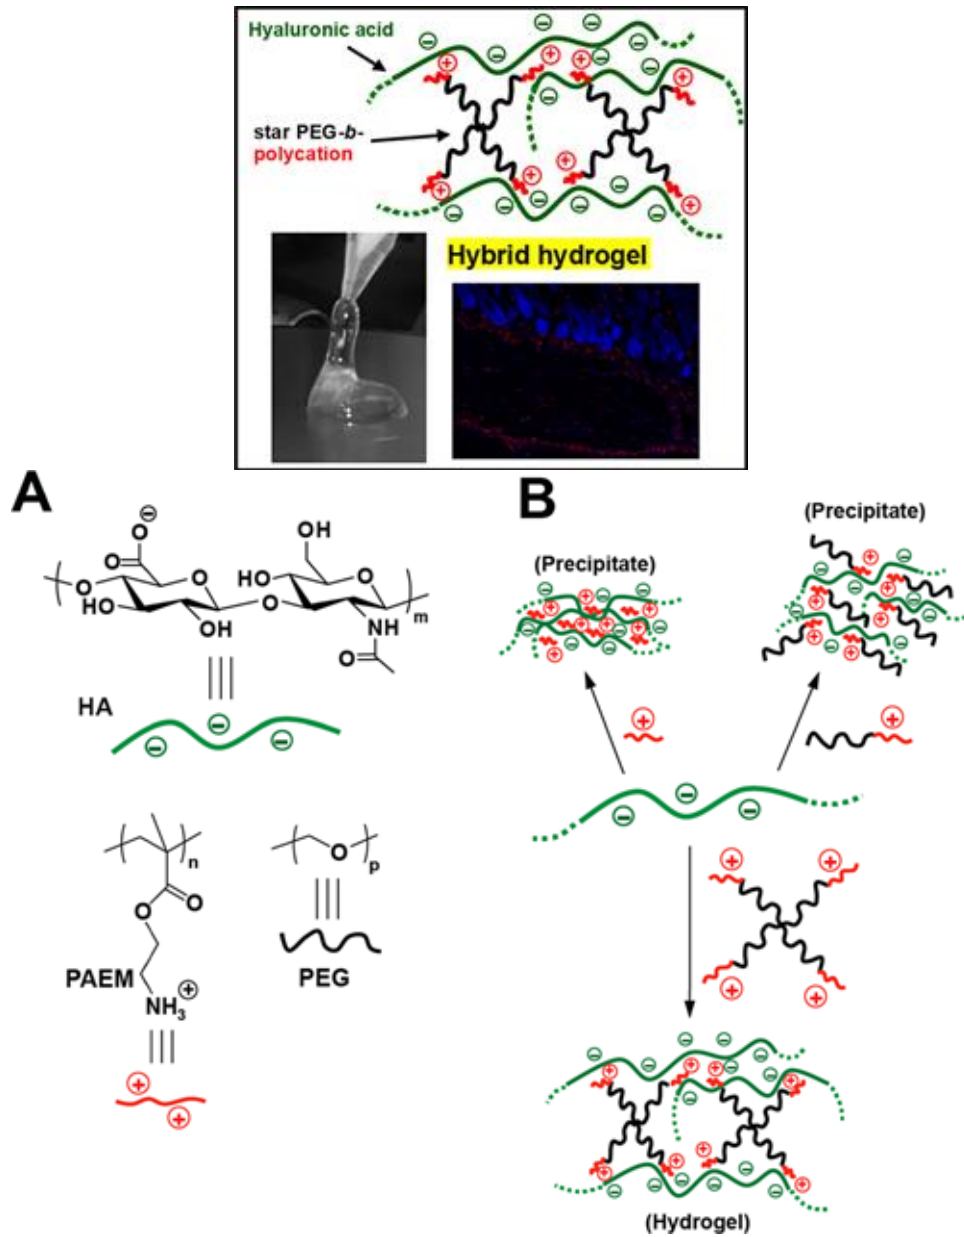 Hyaluronic acid
star PEG-b-
polycation
Hybrid hydrogel
A
B
O
⊖
O
OH
O
O
HO
HO
O
O
HO
OH
NH
m
O
HA
n
O
O
PAEM
NH3
⊕
O
p
PEG
(Precipitate)
(Precipitate)
(Hydrogel)